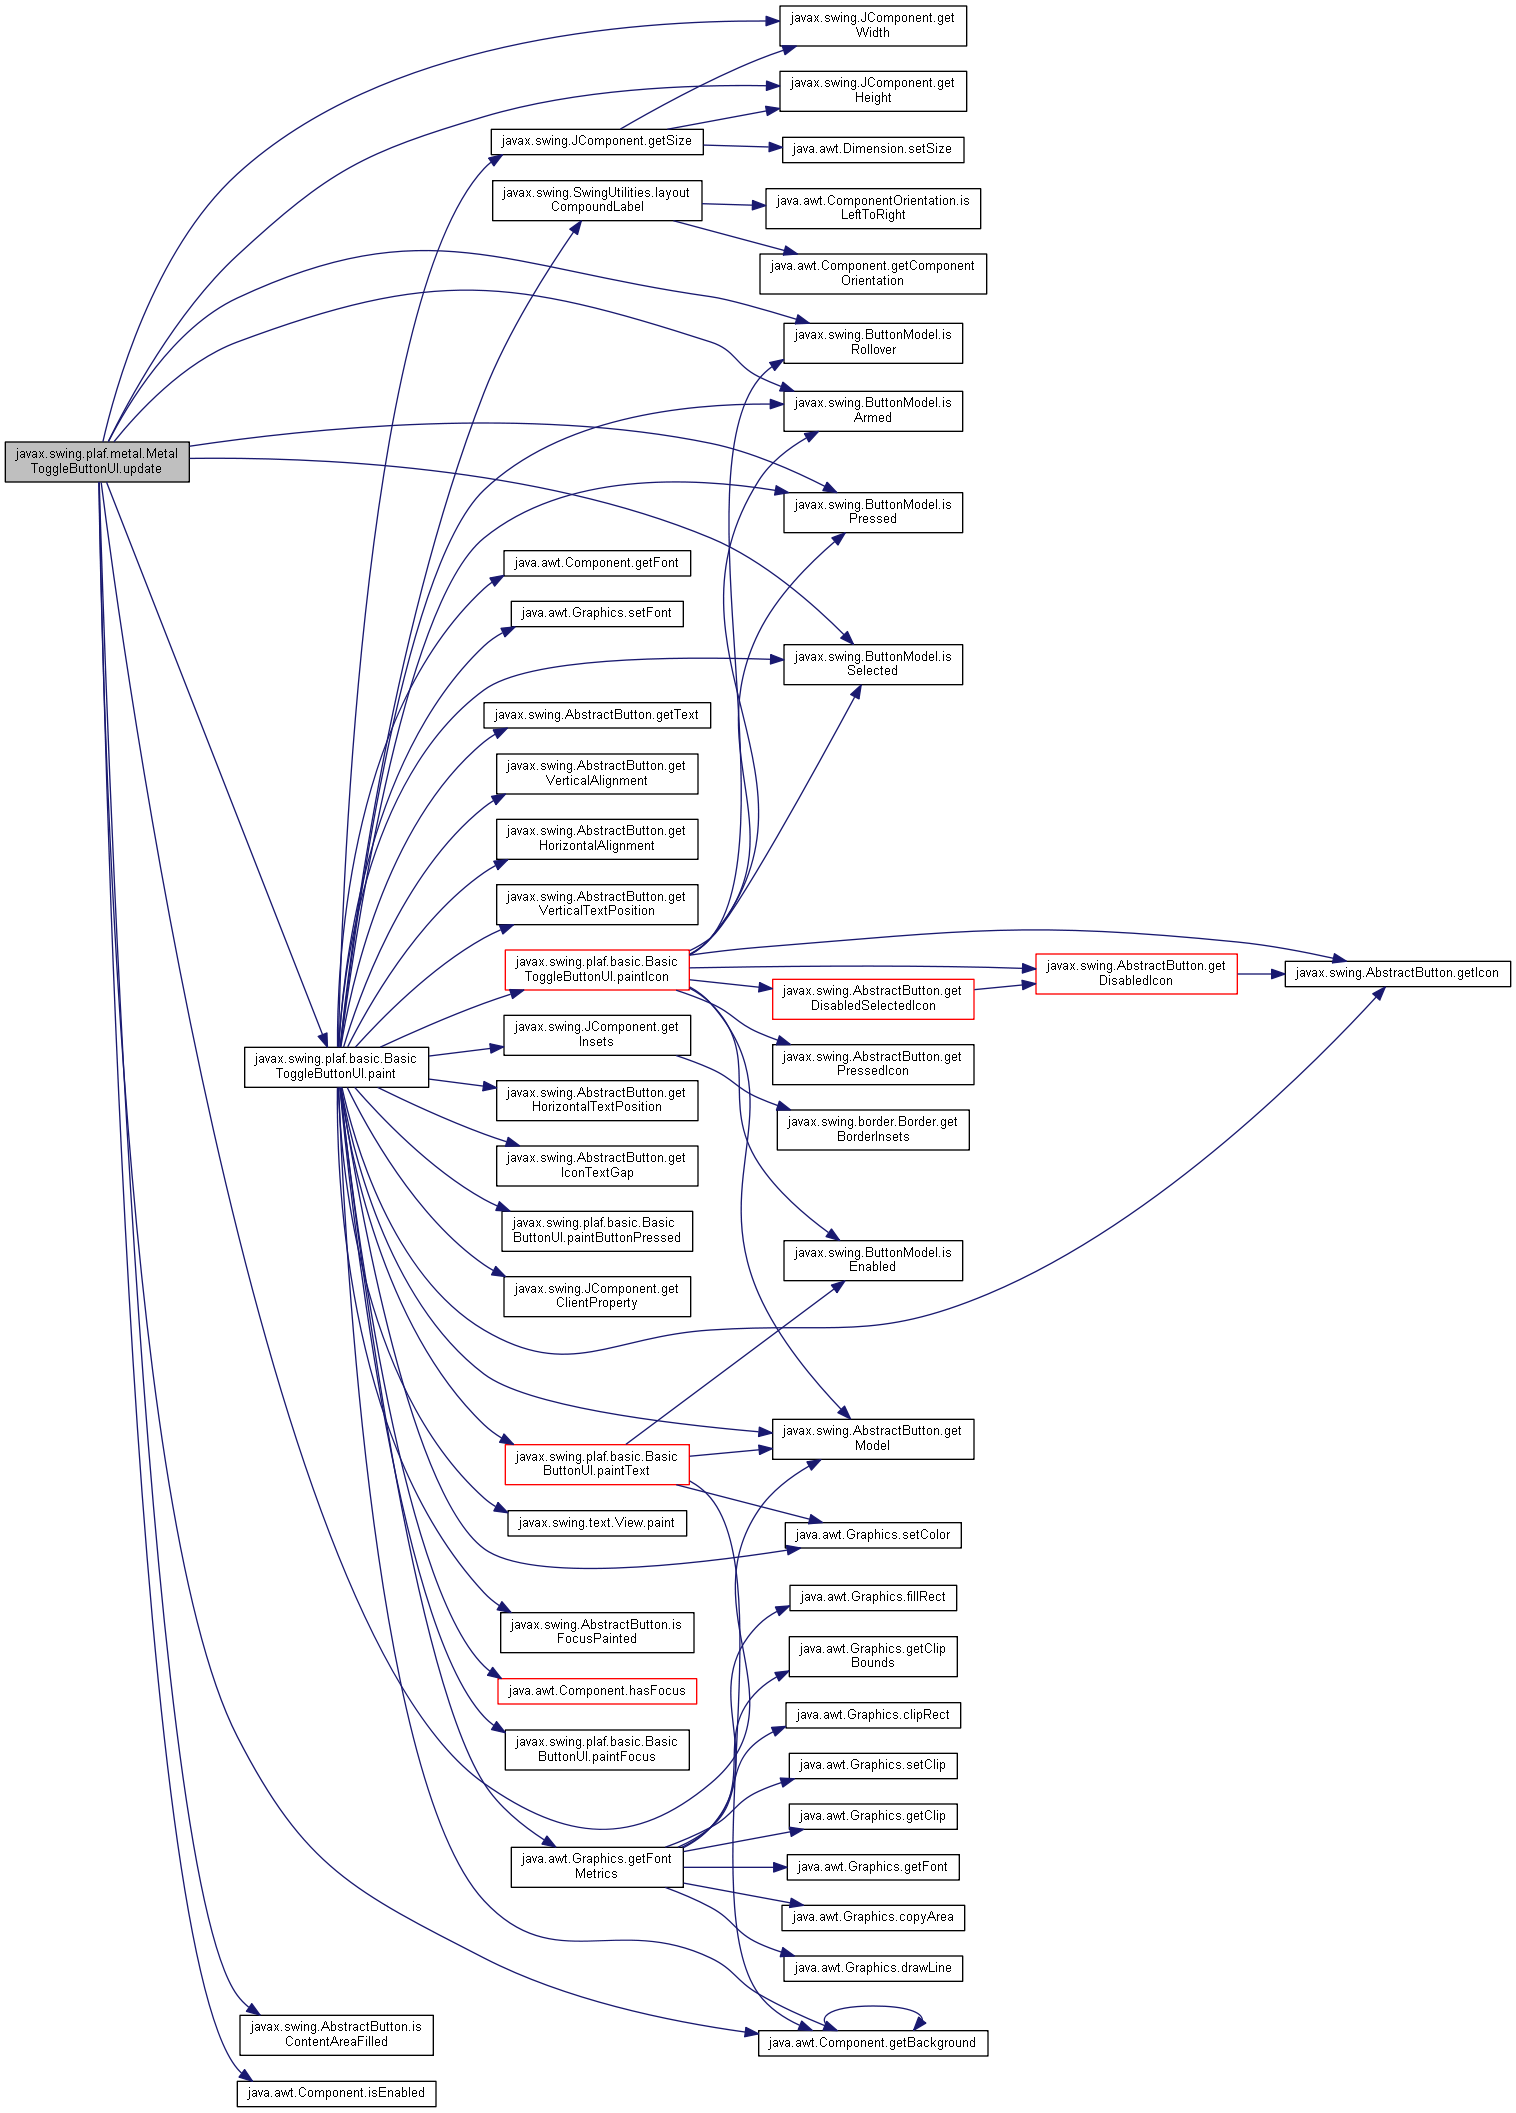 javax.swing.JComponent.get
Width
javax.swing.JComponent.get
Height
javax.swing.JComponent.getSize
java.awt.Dimension.setSize
javax.swing.SwingUtilities.layout
CompoundLabel
java.awt.ComponentOrientation.is
LeftToRight
java.awt.Component.getComponent
Orientation
javax.swing.ButtonModel.is
Rollover
javax.swing.ButtonModel.is
Armed
javax.swing.plaf.metal.Metal
ToggleButtonUI.update
javax.swing.ButtonModel.is
Pressed
java.awt.Component.getFont
java.awt.Graphics.setFont
javax.swing.ButtonModel.is
Selected
javax.swing.AbstractButton.getText
javax.swing.AbstractButton.get
VerticalAlignment
javax.swing.AbstractButton.get
HorizontalAlignment
javax.swing.AbstractButton.get
VerticalTextPosition
javax.swing.plaf.basic.Basic
ToggleButtonUI.paintIcon
javax.swing.AbstractButton.get
DisabledIcon
javax.swing.AbstractButton.getIcon
javax.swing.AbstractButton.get
DisabledSelectedIcon
javax.swing.JComponent.get
Insets
javax.swing.plaf.basic.Basic
ToggleButtonUI.paint
javax.swing.AbstractButton.get
PressedIcon
javax.swing.AbstractButton.get
HorizontalTextPosition
javax.swing.border.Border.get
BorderInsets
javax.swing.AbstractButton.get
IconTextGap
javax.swing.plaf.basic.Basic
ButtonUI.paintButtonPressed
javax.swing.ButtonModel.is
Enabled
javax.swing.JComponent.get
ClientProperty
javax.swing.AbstractButton.get
Model
javax.swing.plaf.basic.Basic
ButtonUI.paintText
javax.swing.text.View.paint
java.awt.Graphics.setColor
java.awt.Graphics.fillRect
javax.swing.AbstractButton.is
FocusPainted
java.awt.Graphics.getClip
Bounds
java.awt.Component.hasFocus
java.awt.Graphics.clipRect
javax.swing.plaf.basic.Basic
ButtonUI.paintFocus
java.awt.Graphics.setClip
java.awt.Graphics.getClip
java.awt.Graphics.getFont
Metrics
java.awt.Graphics.getFont
java.awt.Graphics.copyArea
java.awt.Graphics.drawLine
javax.swing.AbstractButton.is
ContentAreaFilled
java.awt.Component.getBackground
java.awt.Component.isEnabled